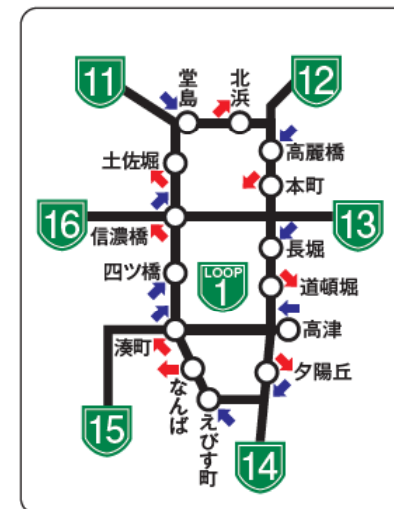 11
堂島
北浜
12
土佐堀
高麗橋
本町
16
信濃橋
13
長堀
四ツ橋
LOOP
1
道頓堀
高津
湊町
なんば
夕陽丘
えびす町
15
14